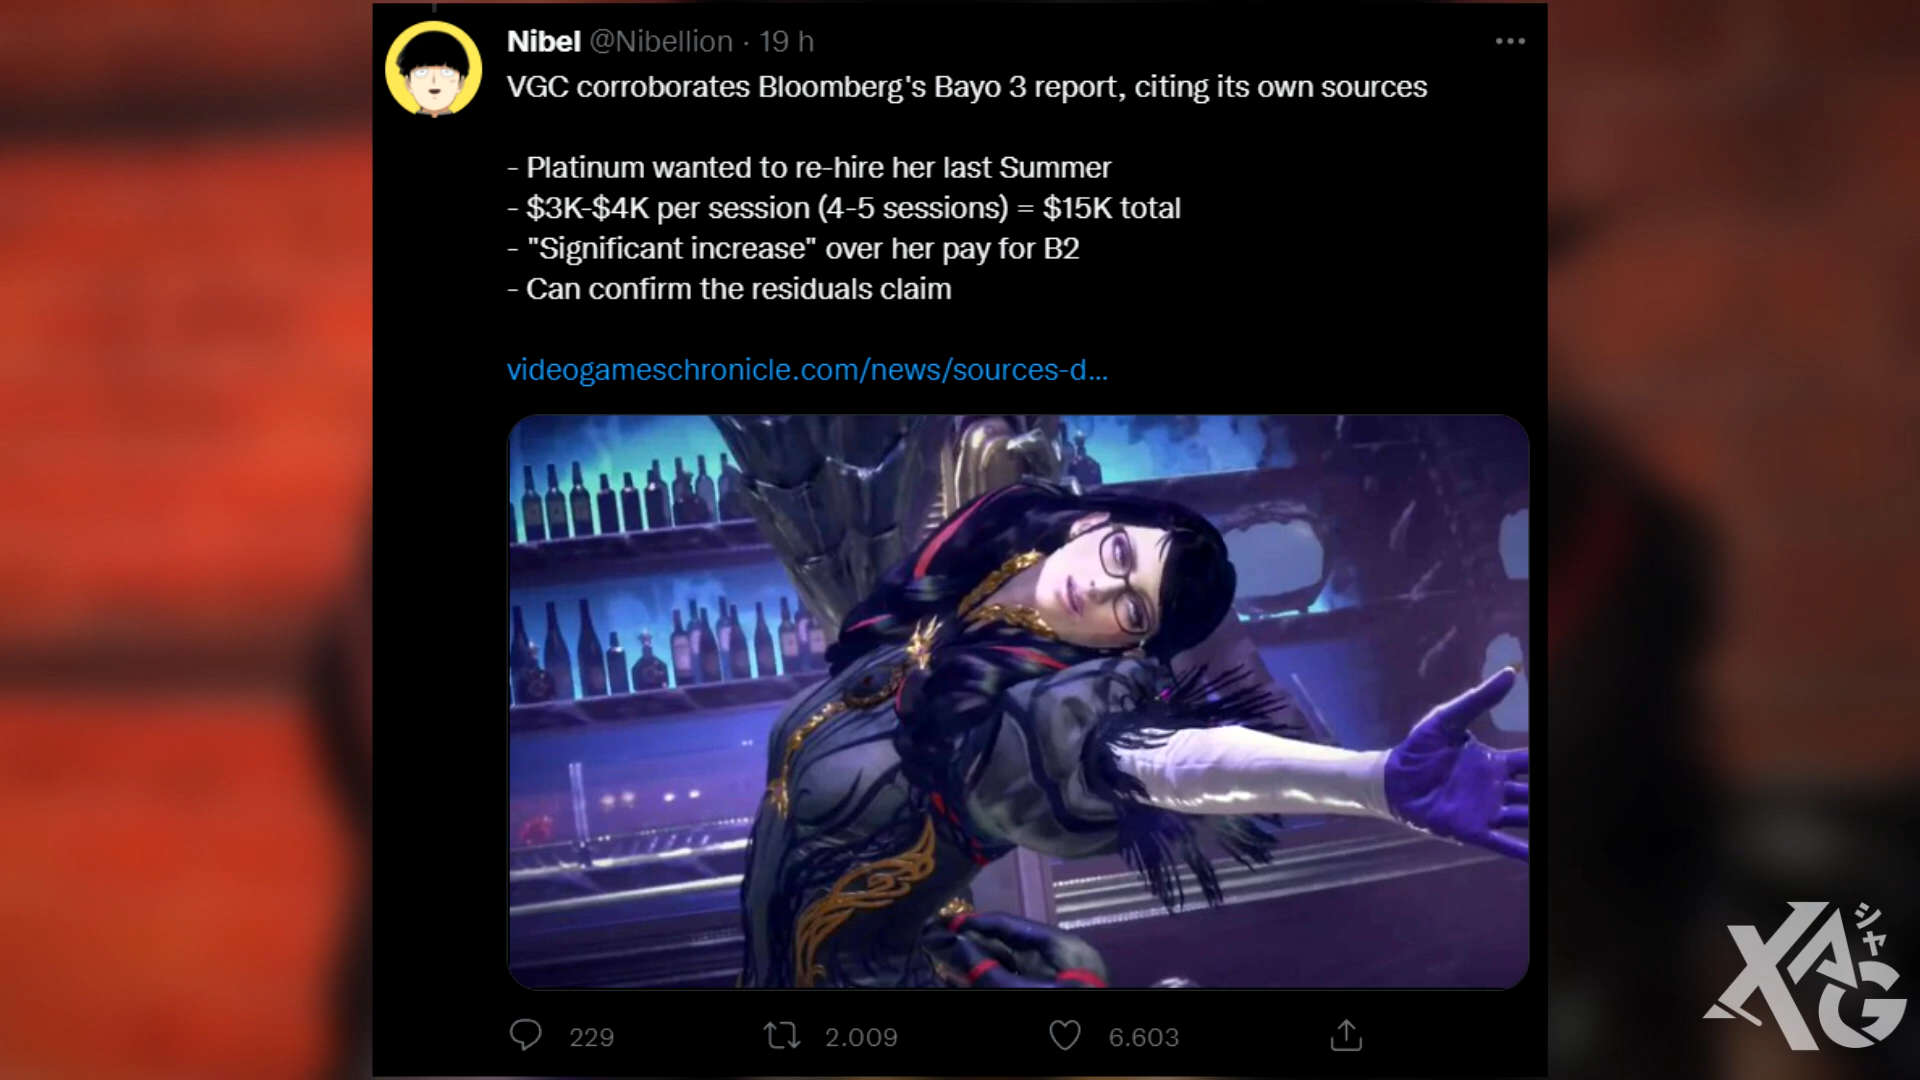 Nibel @Nibellion · 19 h
VGC corroborates Bloomberg's Bayo 3 report, citing its own sources
- Platinum wanted to re-hire her last Summer
- $3K-$4K per session (4-5 sessions) = $15K total
- "Significant increase" over her pay for B2
- Can confirm the residuals claim
videogameschronicle.com/news/sources-d...
229 2.009 6.603
XAG シャ